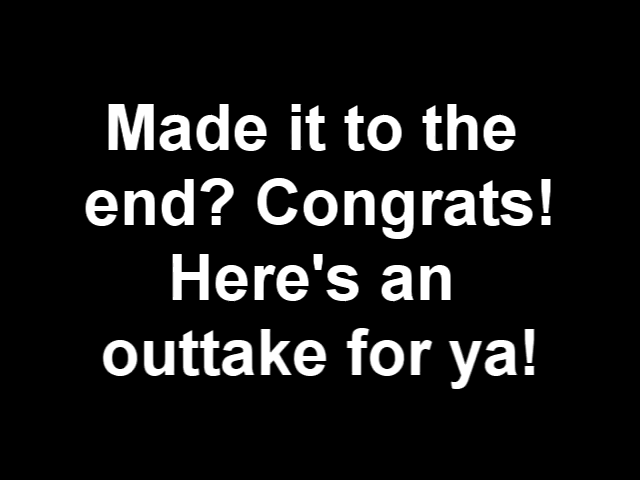 Made it to the
end? Congrats!
Here's an
outtake for ya!